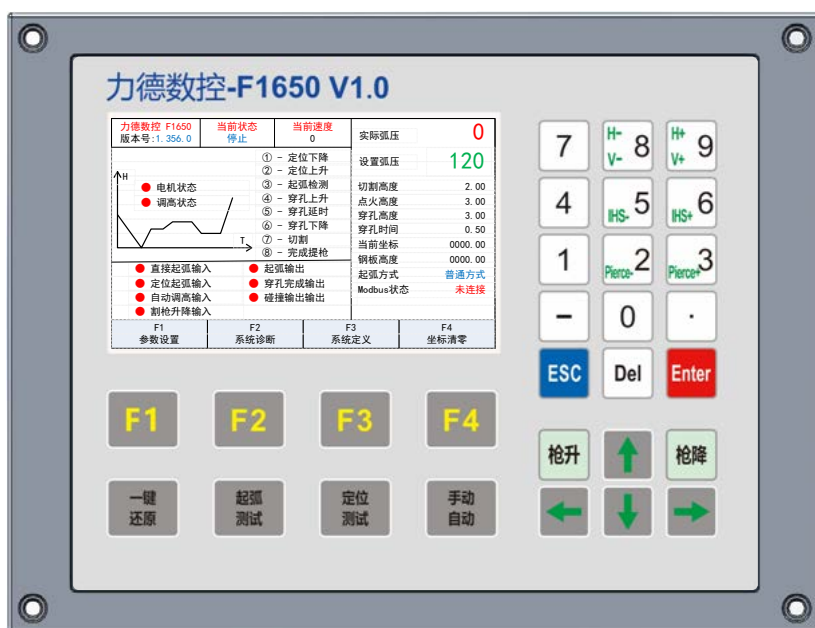 力德数控-F1650 V1.0
力德数控 F1650
版本号:1.356.0
当前状态
停止
当前速度
0
实际弧压 0
设置弧压 120
H
电机状态
调高状态
T
① - 定位下降
② - 定位上升
③ - 起弧检测
④ - 穿孔上升
⑤ - 穿孔延时
⑥ - 穿孔下降
⑦ - 切割
⑧ - 完成提枪
切割高度 2.00
点火高度 3.00
穿孔高度 3.00
穿孔时间 0.50
当前坐标 0000.00
钢板高度 0000.00
起弧方式 普通方式
Modbus状态 未连接
直接起弧输入 起弧输出
定位起弧输入 穿孔完成输出
自动调高输入 碰撞输出输出
割枪升降输入
F1 F2 F3 F4
参数设置 系统诊断 系统定义 坐标清零
7 H- V- 8 H+ V+ 9
4 IHS- 5 IHS+ 6
1 Pierce- 2 Pierce+ 3
- 0 .
ESC Del Enter
F1 F2 F3 F4
枪升 枪降
一键
还原
起弧
测试
定位
测试
手动
自动